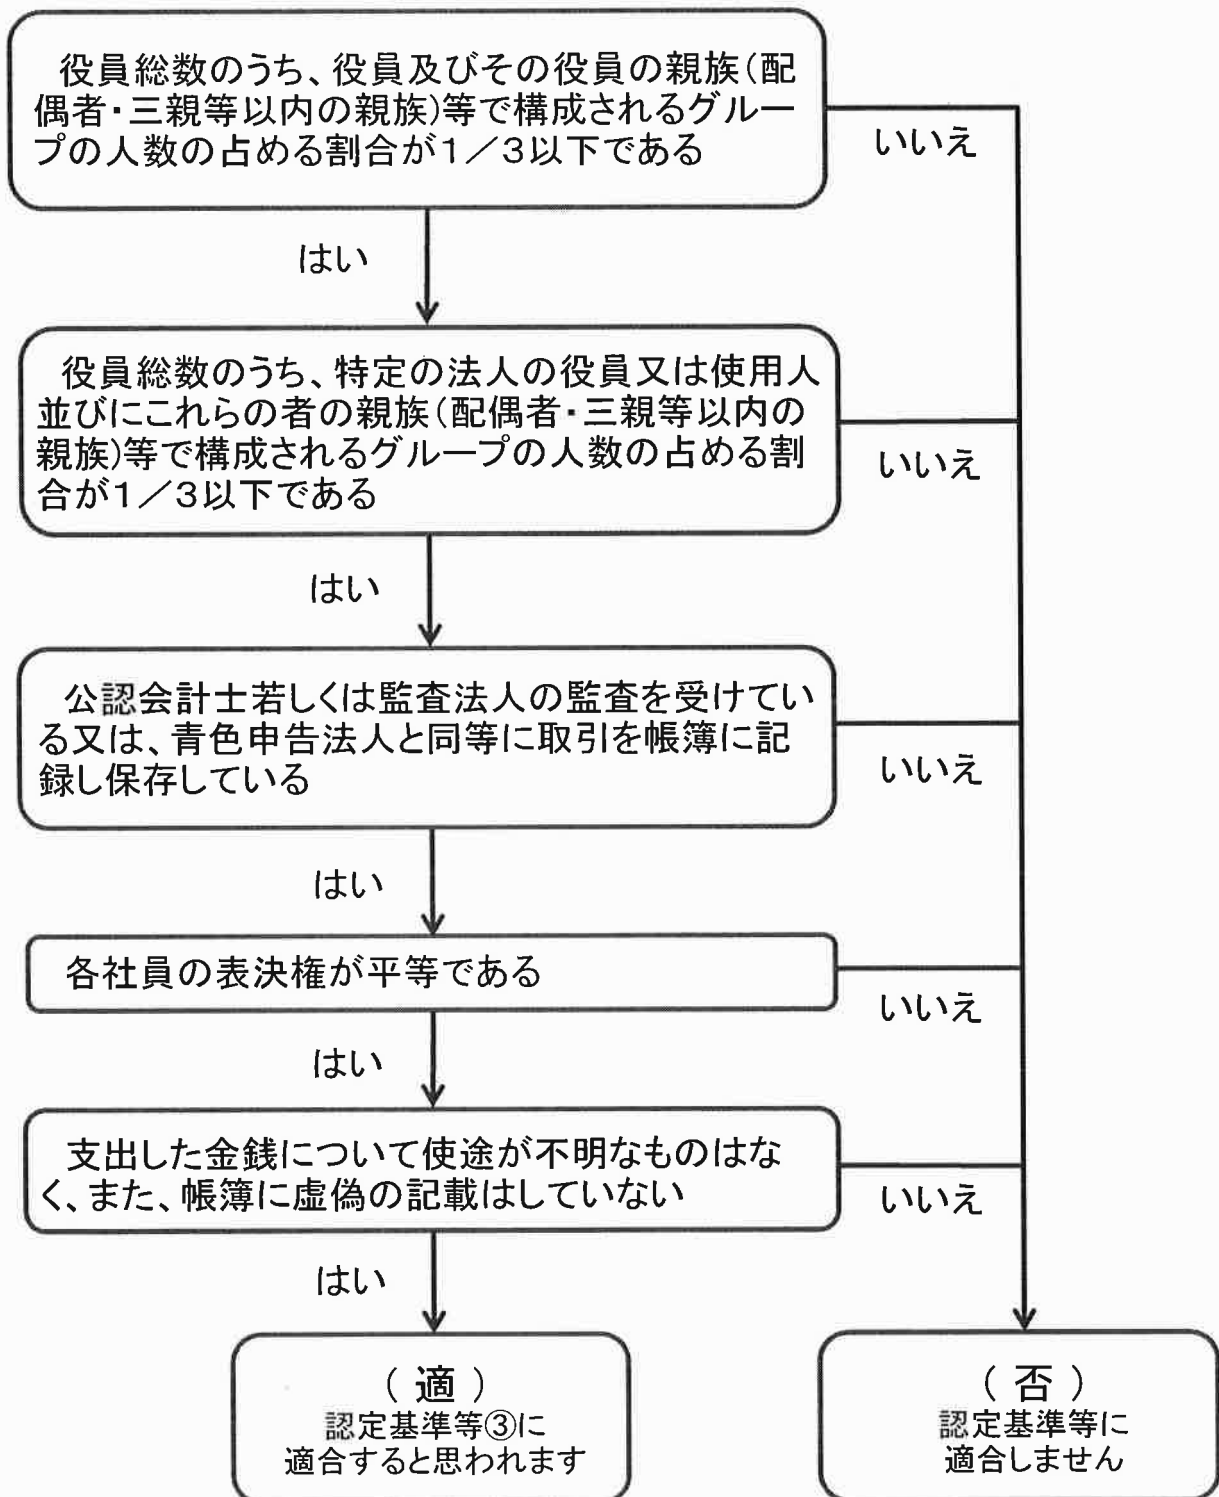 役員総数のうち、役員及びその役員の親族(配
偶者・三親等以内の親族)等で構成されるグルー
プの人数の占める割合が1/3以下である
いいえ
はい
役員総数のうち、特定の法人の役員又は使用人
並びにこれらの者の親族(配偶者・三親等以内の
親族)等で構成されるグループの人数の占める割
合が1/3以下である
いいえ
はい
公認会計士若しくは監査法人の監査を受けてい
る又は、青色申告法人と同等に取引を帳簿に記
録し保存している
いいえ
はい
各社員の表決権が平等である
いいえ
はい
支出した金銭について使途が不明なものはな
く、また、帳簿に虚偽の記載はしていない
いいえ
はい
(適)
認定基準等③に
適合すると思われます
(否)
認定基準等に
適合しません